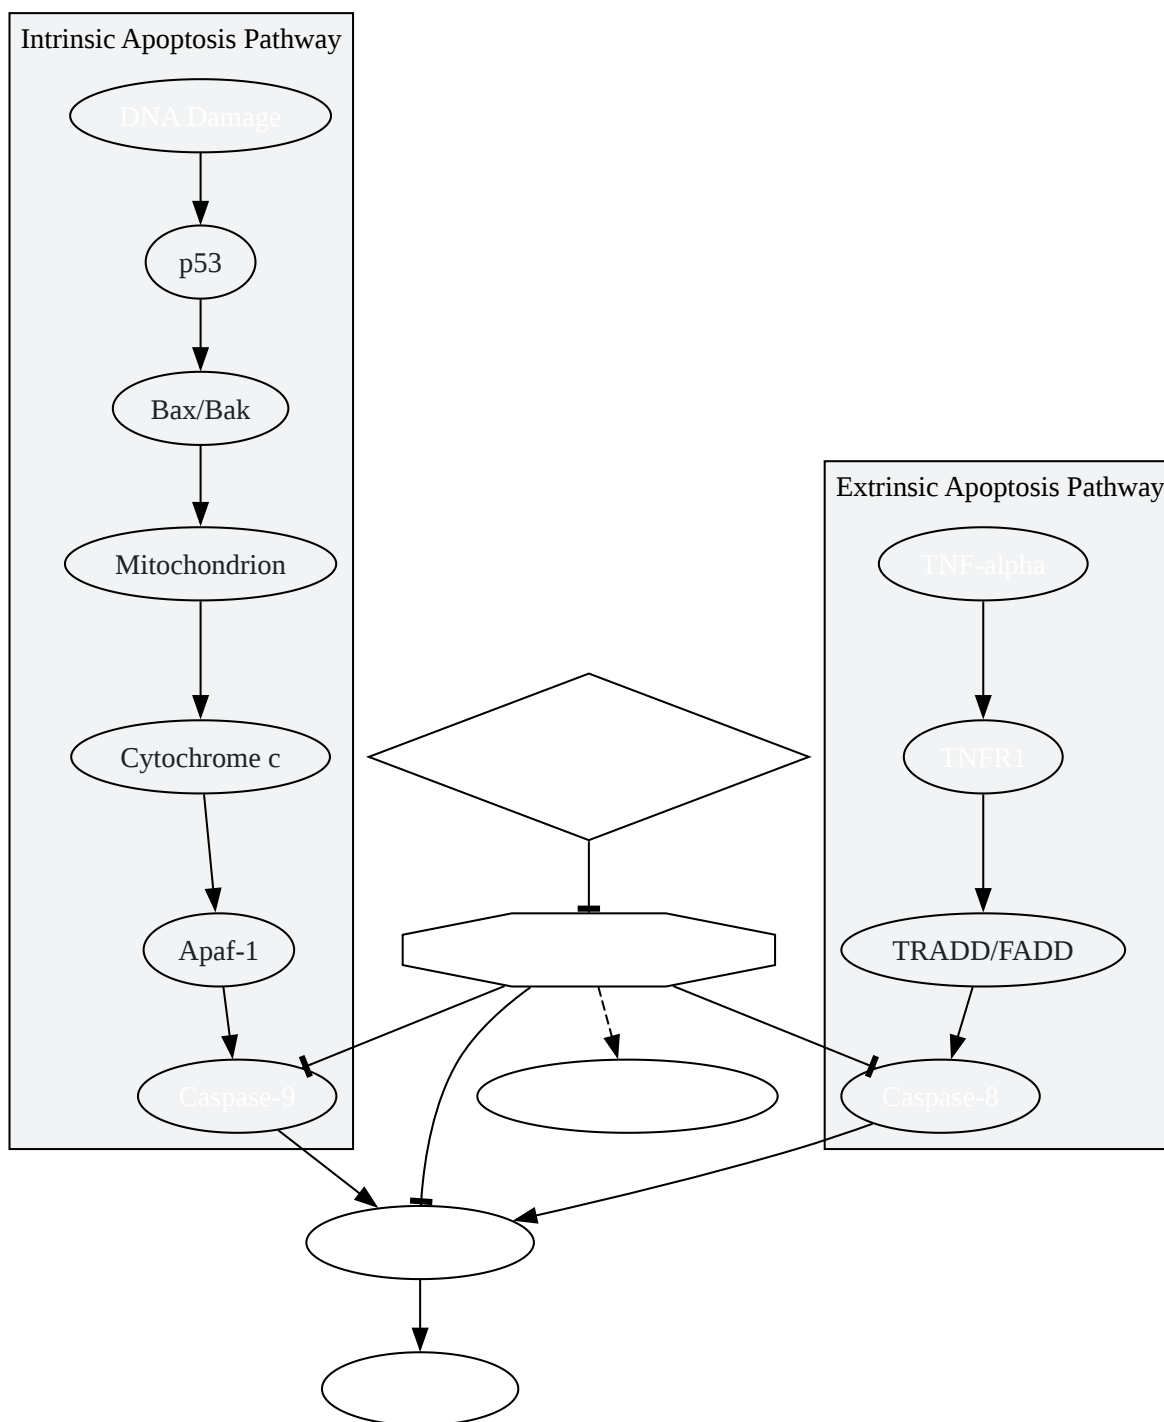 Intrinsic Apoptosis Pathway
DNA Damage
p53
Bax/Bak
Mitochondrion
Cytochrome c
Apaf-1
Caspase-9
Extrinsic Apoptosis Pathway
TNF-alpha
TNFR1
TRADD/FADD
Caspase-8